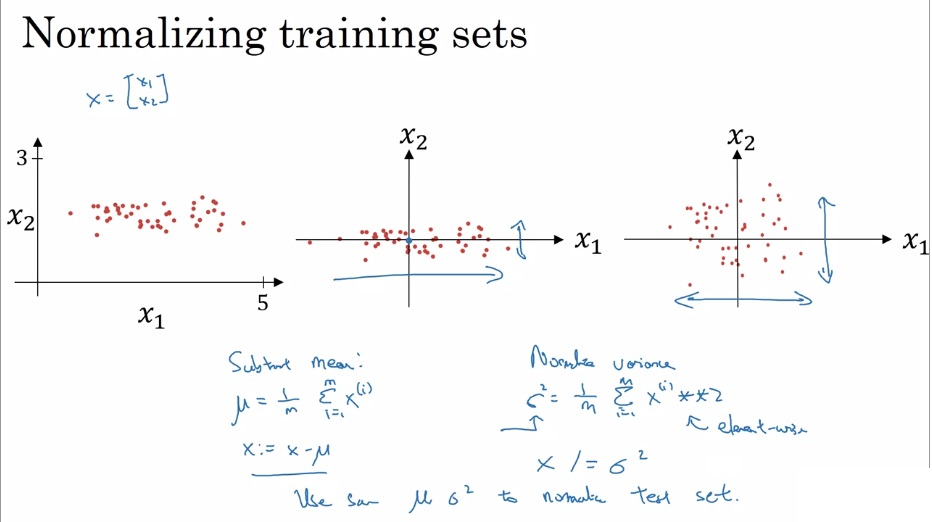 Normalizing training sets
x = [x1 x2]
3
x2
x1
5
x2
x1
x2
x1
Subtract mean:
μ = 1/m Σ_{i=1}^{m} x^(i)
x := x - μ
Normalize variance
σ² = 1/m Σ_{i=1}^{m} x^(i) **2
element-wise
x /= σ²
Use same μ σ² to normalize test set.